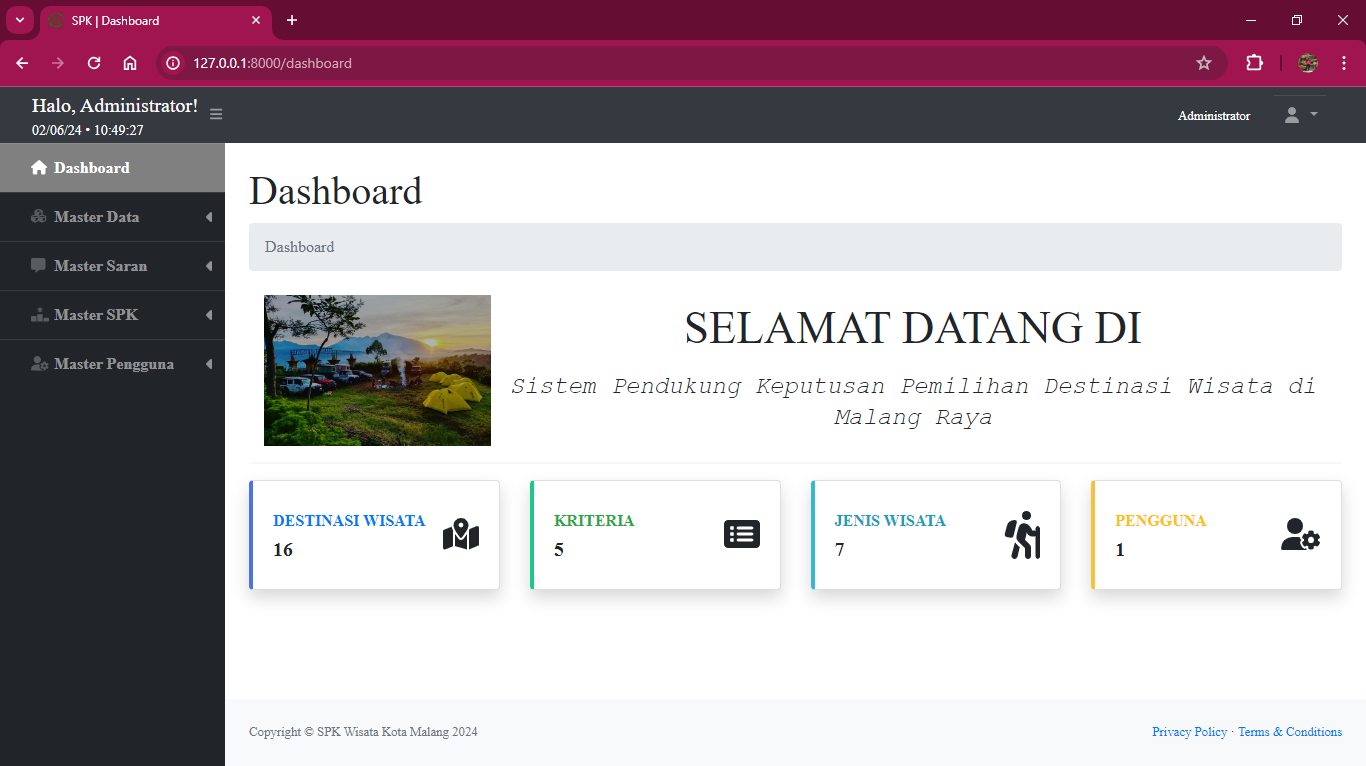 SPK | Dashboard
127.0.0.1:8000/dashboard
Halo, Administrator!
02/06/24 • 10:49:27
Administrator
Dashboard
Master Data
Master Saran
Master SPK
Master Pengguna
Dashboard
Dashboard
SELAMAT DATANG DI
Sistem Pendukung Keputusan Pemilihan Destinasi Wisata di
Malang Raya
DESTINASI WISATA
16
KRITERIA
5
JENIS WISATA
7
PENGGUNA
1
Copyright © SPK Wisata Kota Malang 2024
Privacy Policy · Terms & Conditions